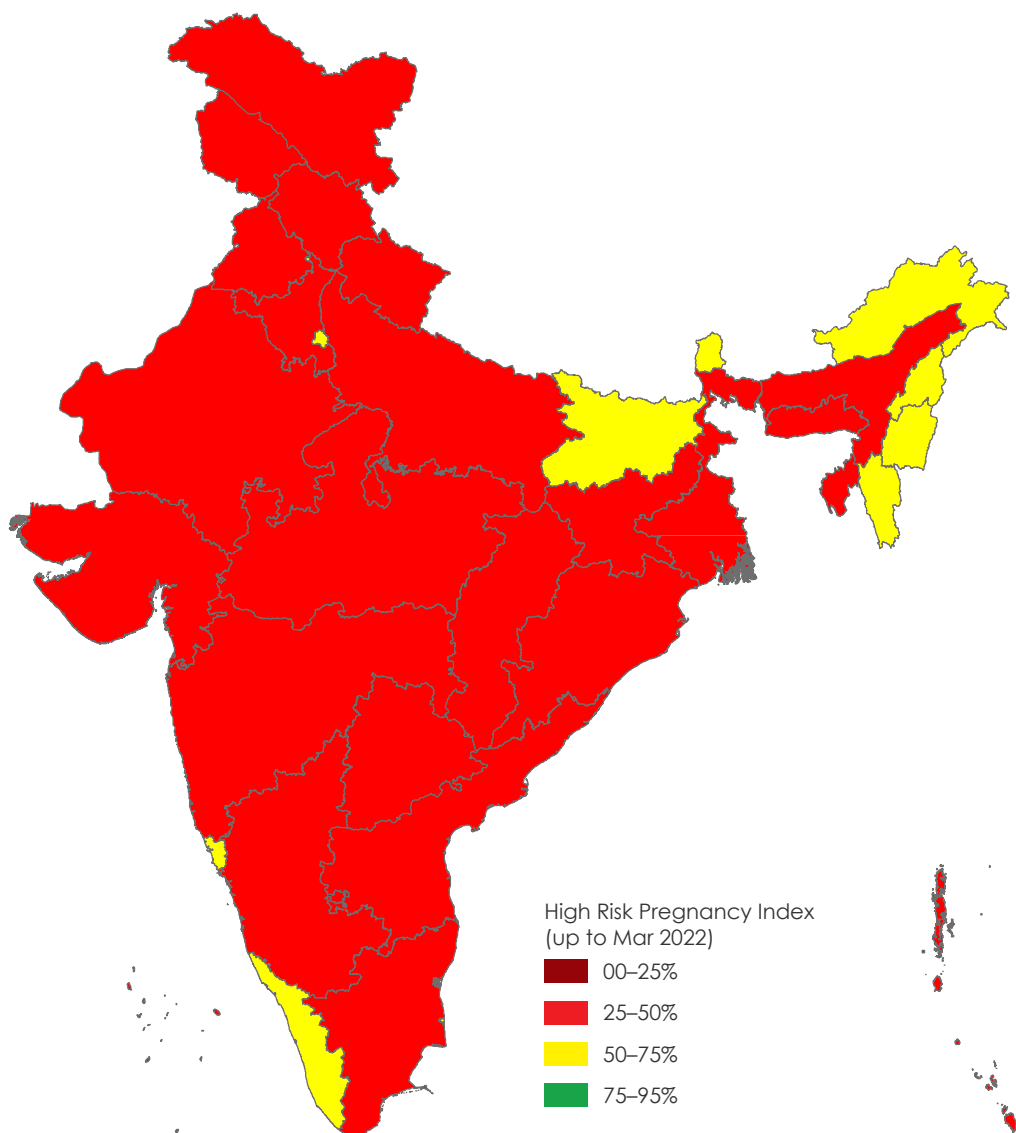 High Risk Pregnancy Index
(up to Mar 2022)
00–25%
25–50%
50–75%
75–95%